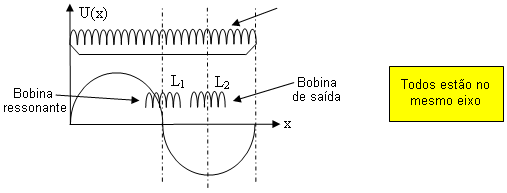 U(x)
L1
L2
Bobina
ressonante
Bobina
de saída
x
Todos estão no
mesmo eixo